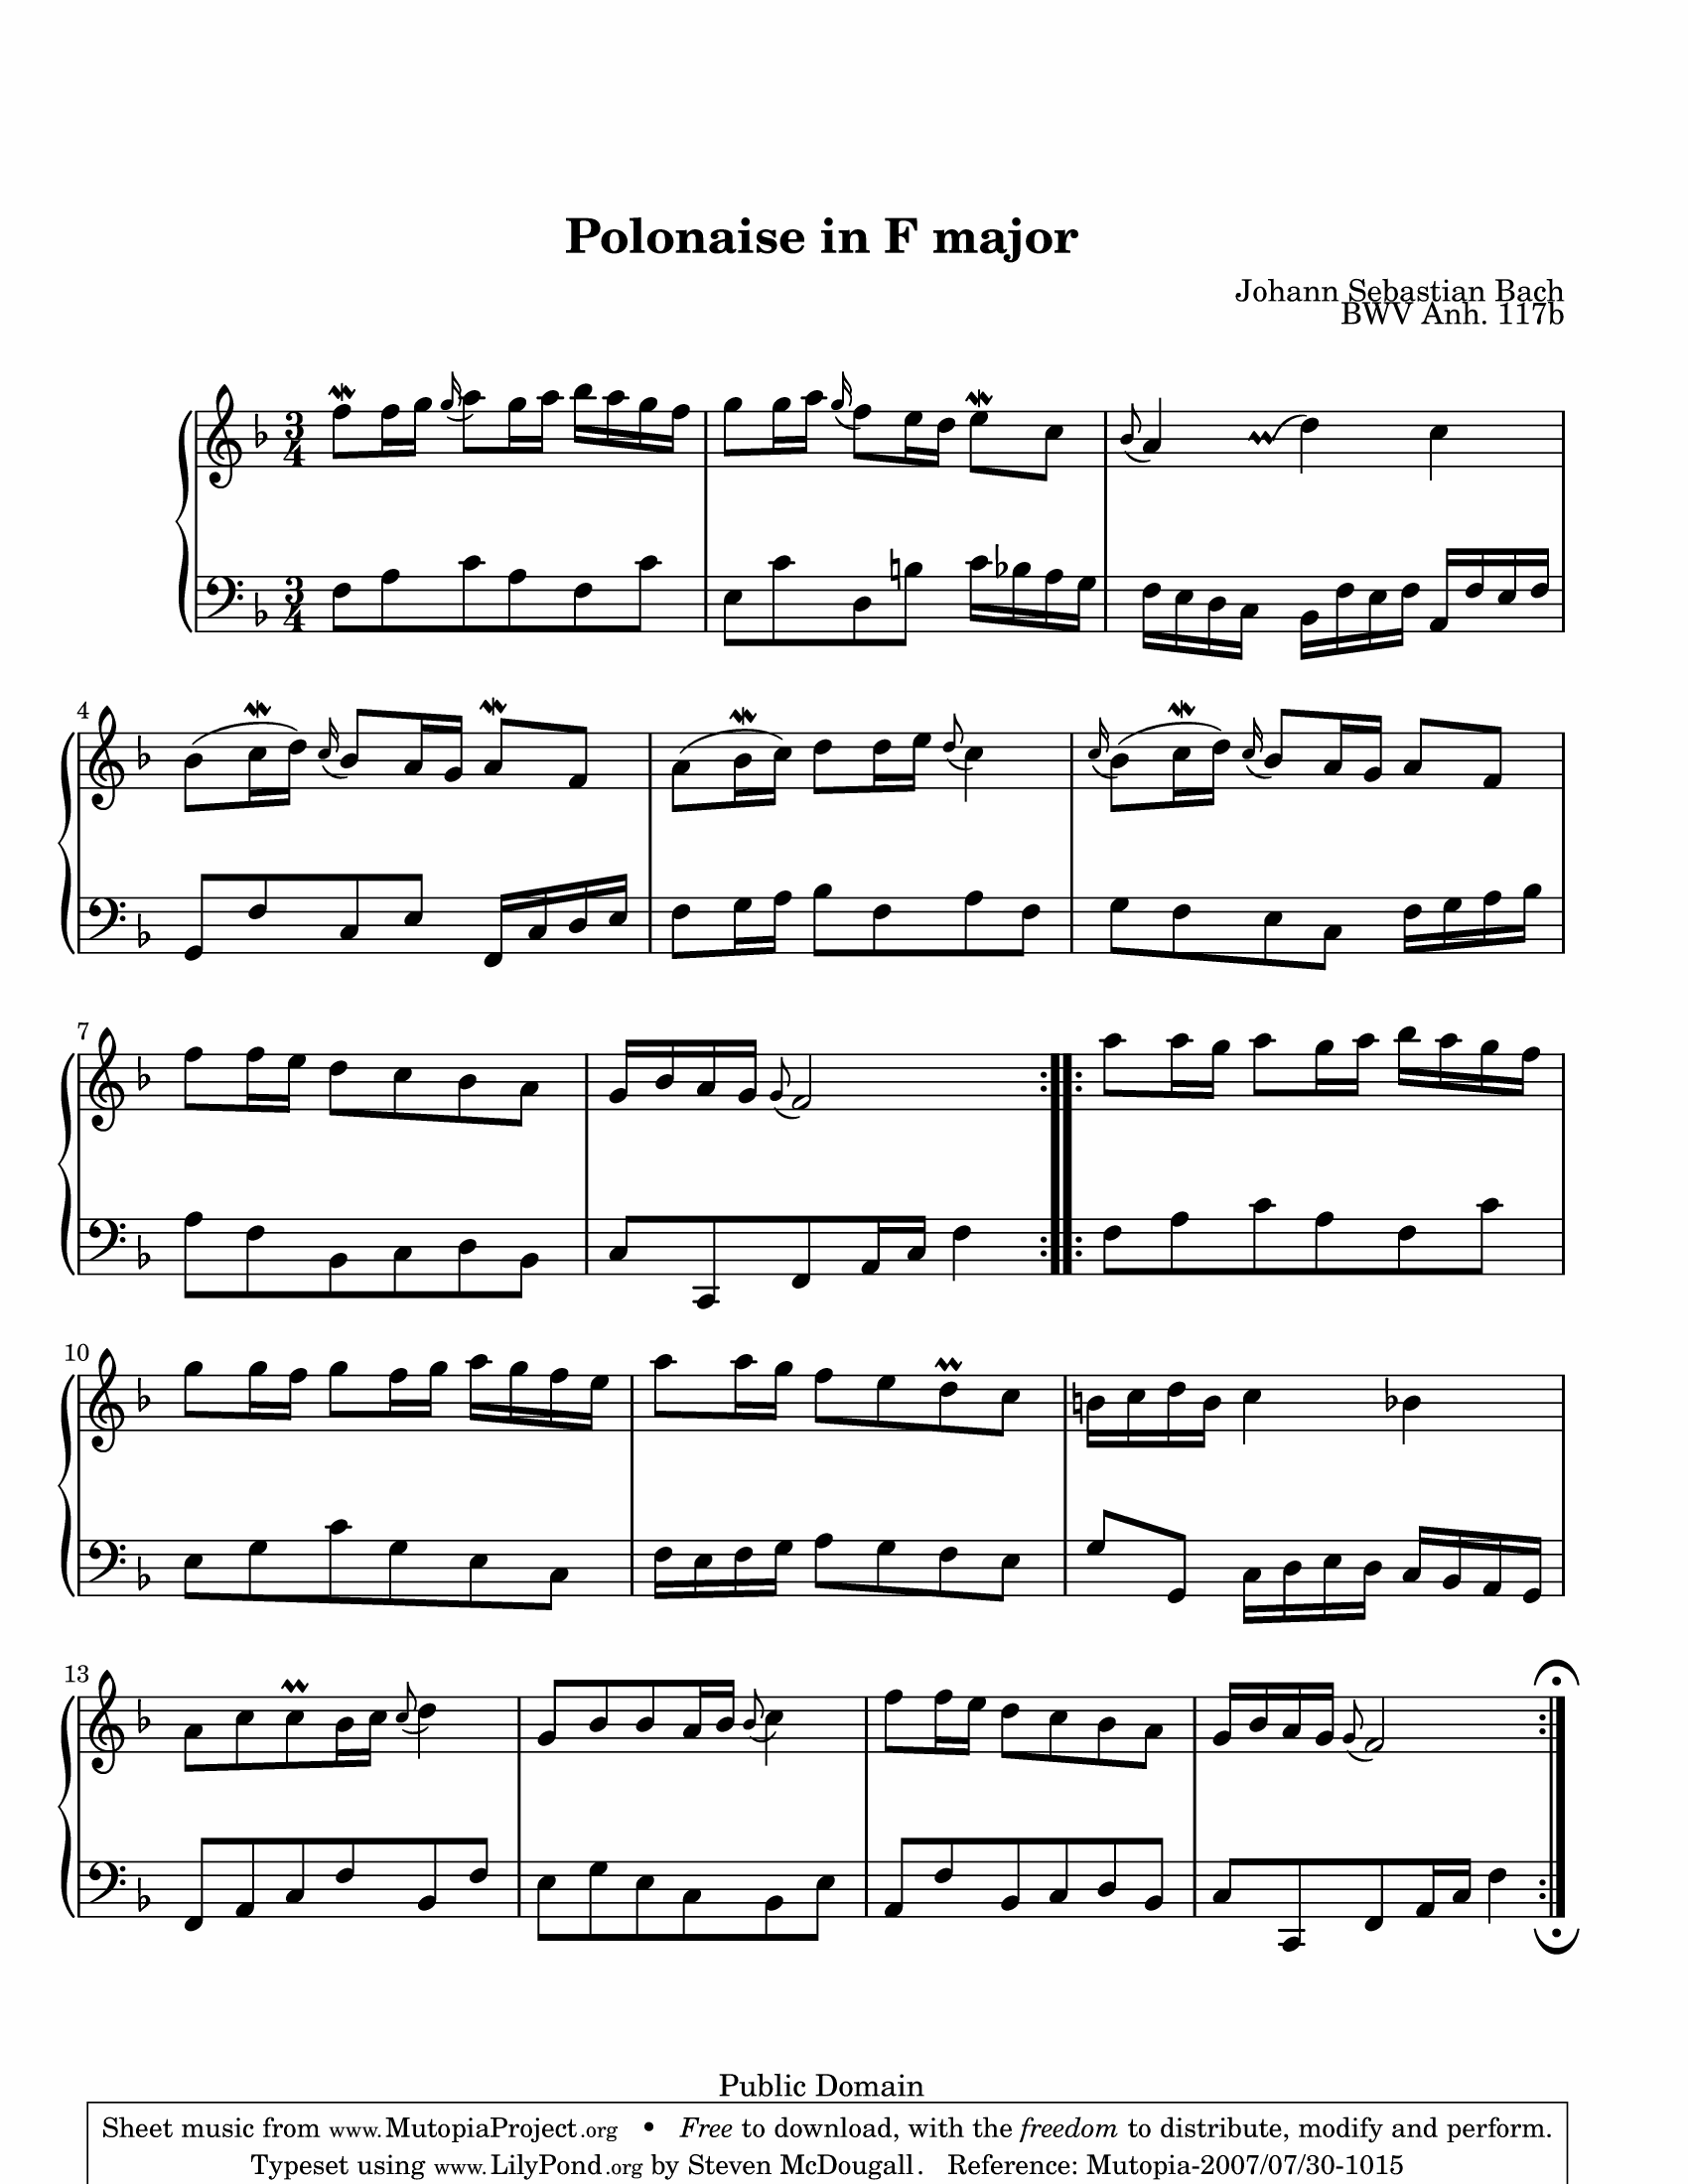 Polonaise in F major
Johann Sebastian Bach
BWV Anh. 117b
3
4
3
4
4
7
10
13
Public Domain
Sheet music from www.MutopiaProject.org • Free to download, with the freedom to distribute, modify and perform.
Typeset using www.LilyPond.org by Steven McDougall. Reference: Mutopia-2007/07/30-1015